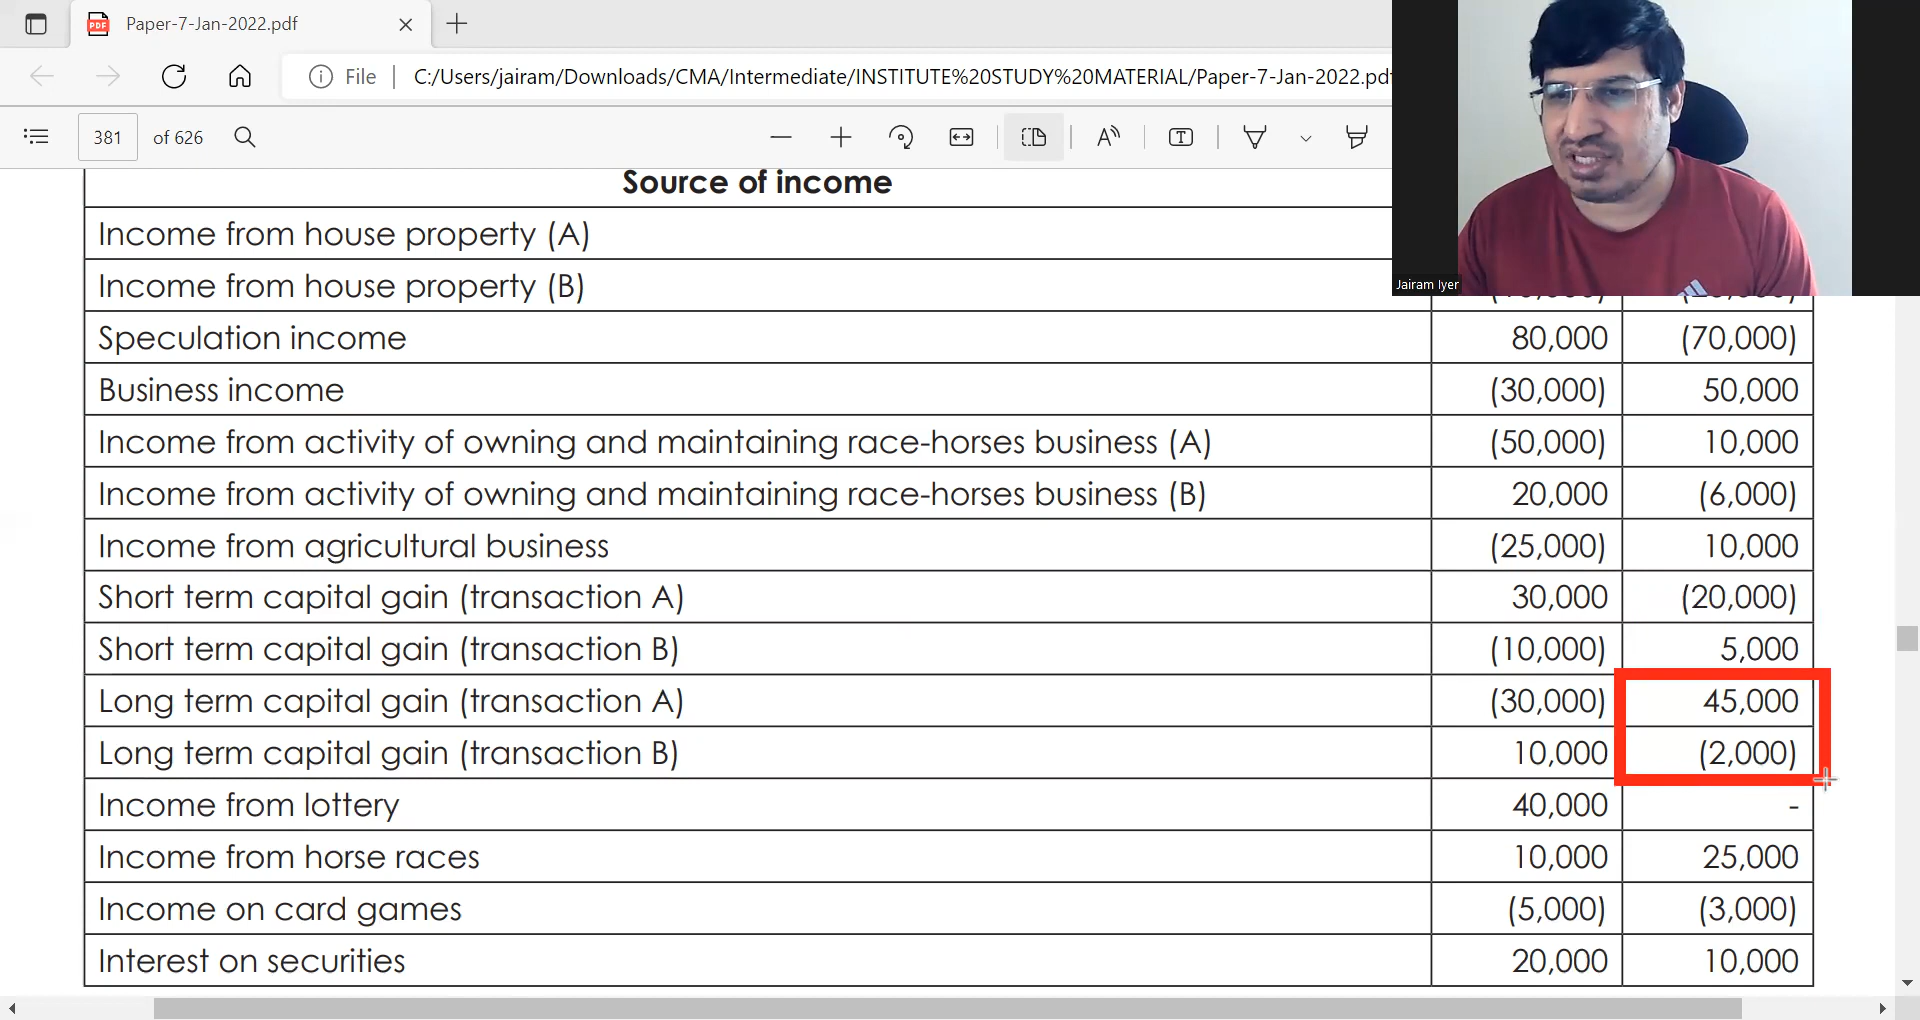 Paper-7-Jan-2022.pdf
File
C:/Users/jairam/Downloads/CMA/Intermediate/INSTITUTE%20STUDY%20MATERIAL/Paper-7-Jan-2022.pdf
381 of 626
Jairam Iyer
Source of income
Income from house property (A)
Income from house property (B)
Speculation income 80,000 (70,000)
Business income (30,000) 50,000
Income from activity of owning and maintaining race-horses business (A) (50,000) 10,000
Income from activity of owning and maintaining race-horses business (B) 20,000 (6,000)
Income from agricultural business (25,000) 10,000
Short term capital gain (transaction A) 30,000 (20,000)
Short term capital gain (transaction B) (10,000) 5,000
Long term capital gain (transaction A) (30,000) 45,000
Long term capital gain (transaction B) 10,000 (2,000)
Income from lottery 40,000 -
Income from horse races 10,000 25,000
Income on card games (5,000) (3,000)
Interest on securities 20,000 10,000